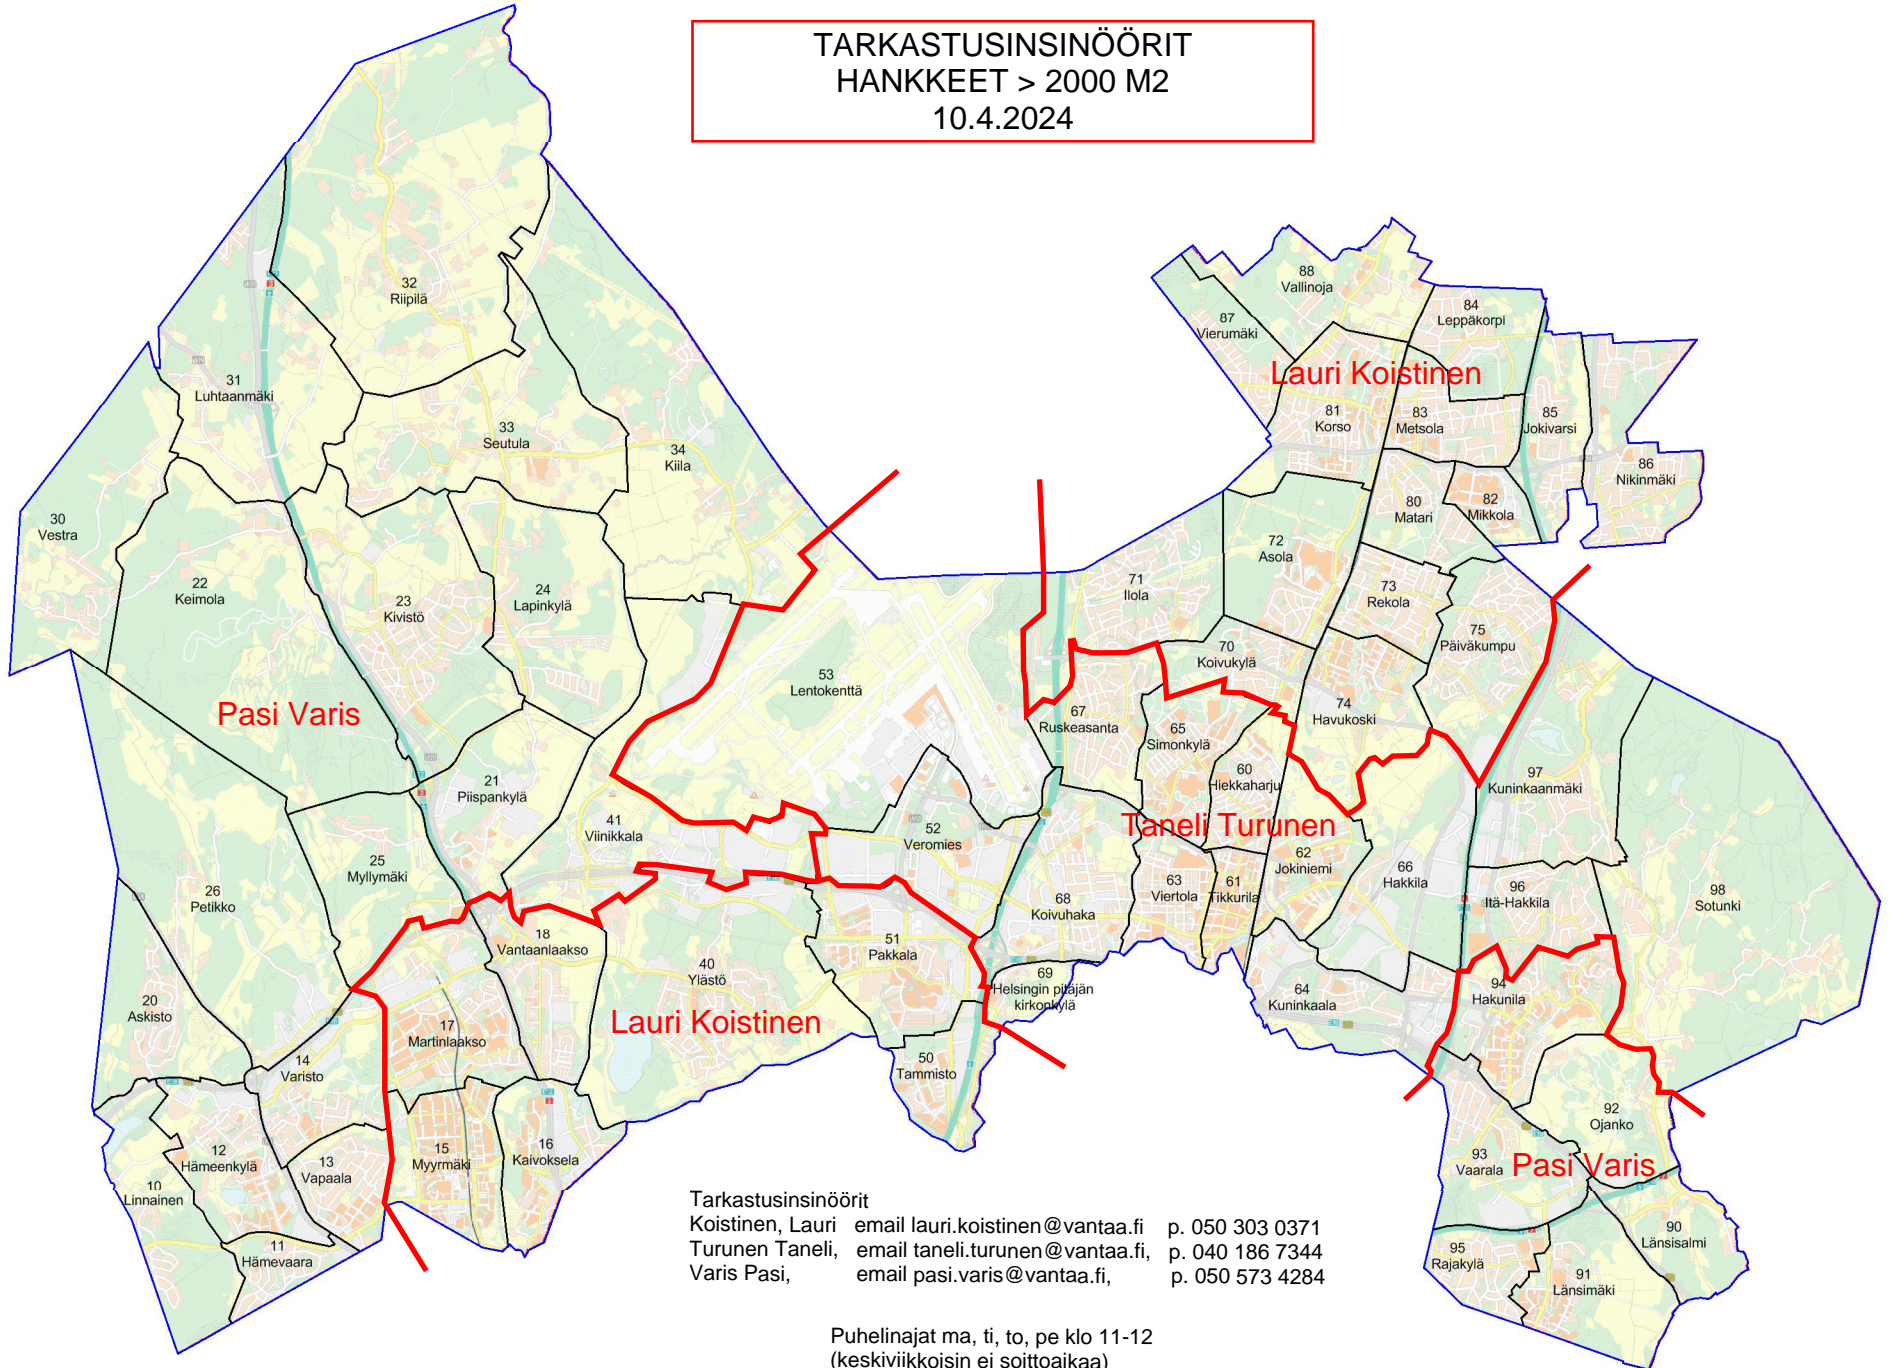 TARKASTUSINSINÖÖRIT
HANKKEET > 2000 M2
10.4.2024
32
Riipilä
88
Vallinoja
84
Leppäkorpi
87
Vierumäki
31
Luhtaanmäki
Lauri Koistinen
81
Korso
83
Metsola
85
Jokivarsi
33
Seutula
34
Kiila
86
Nikinmäki
30
Vestra
80
Matari
82
Mikkola
72
Asola
22
Keimola
23
Kivistö
24
Lapinkylä
71
Ilola
73
Rekola
75
Päiväkumpu
70
Koivukylä
53
Lentokenttä
Pasi Varis
67
Ruskeasanta
65
Simonkylä
74
Havukoski
60
Hiekkaharju
97
Kuninkaanmäki
21
Piispankylä
41
Viinikkala
52
Veromies
Taneli Turunen
25
Myllymäki
62
Jokiniemi
66
Hakkila
26
Petikko
63
Viertola
61
Tikkurila
96
Itä-Hakkila
98
Sotunki
68
Koivuhaka
18
Vantaanlaakso
51
Pakkala
40
Ylästö
69
Helsingin pitäjän
kirkonkylä
64
Kuninkaala
94
Hakunila
20
Askisto
Lauri Koistinen
17
Martinlaakso
14
Varisto
50
Tammisto
92
Ojanko
12
Hämeenkylä
13
Vapaala
15
Myyrmäki
16
Kaivoksela
93
Vaarala
Pasi Varis
10
Linnainen
11
Hämevaara
90
Länsisalmi
95
Rajakylä
91
Länsimäki
Tarkastusinsinöörit
Koistinen, Lauri email lauri.koistinen@vantaa.fi p. 050 303 0371
Turunen Taneli, email taneli.turunen@vantaa.fi, p. 040 186 7344
Varis Pasi, email pasi.varis@vantaa.fi, p. 050 573 4284
Puhelinajat ma, ti, to, pe klo 11-12
(keskiviikkoisin ei soittoaikaa)